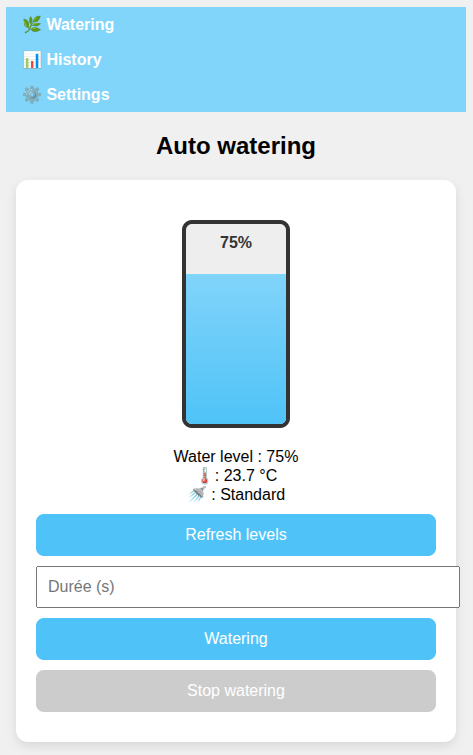 🌿 Watering
📊 History
⚙️ Settings
Auto watering
75%
Water level : 75%
🌡️ : 23.7 °C
🚿 : Standard
Refresh levels
Durée (s)
Watering
Stop watering